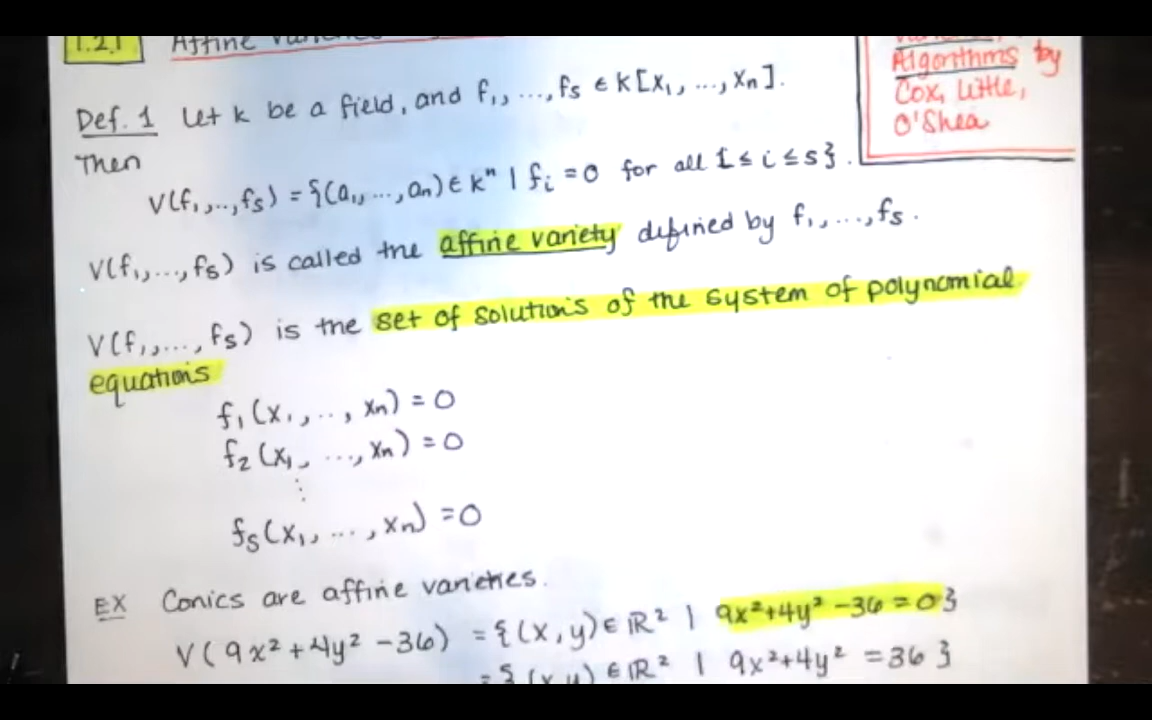 1.2.1 Affine varieties
Algorithms by
Cox, Little,
O'Shea
Def. 1 Let k be a field, and f₁, ..., fs ∈ k[x₁, ..., xn].
Then
V(f₁,..,fs) = {(a₁,...,an) ∈ kⁿ | fᵢ = 0 for all 1 ≤ i ≤ s}.
V(f₁,...,fs) is called the affine variety defined by f₁,...,fs.
V(f₁,...,fs) is the set of solutions of the system of polynomial
equations
f₁(x₁,..,xn) = 0
f₂(x₁,...,xn) = 0
⋮
fs(x₁,...,xn) = 0
EX Conics are affine varieties.
V(9x²+4y²-36) = {(x,y) ∈ ℝ² | 9x²+4y²-36 = 0}
= {(x,y) ∈ ℝ² | 9x²+4y² = 36}